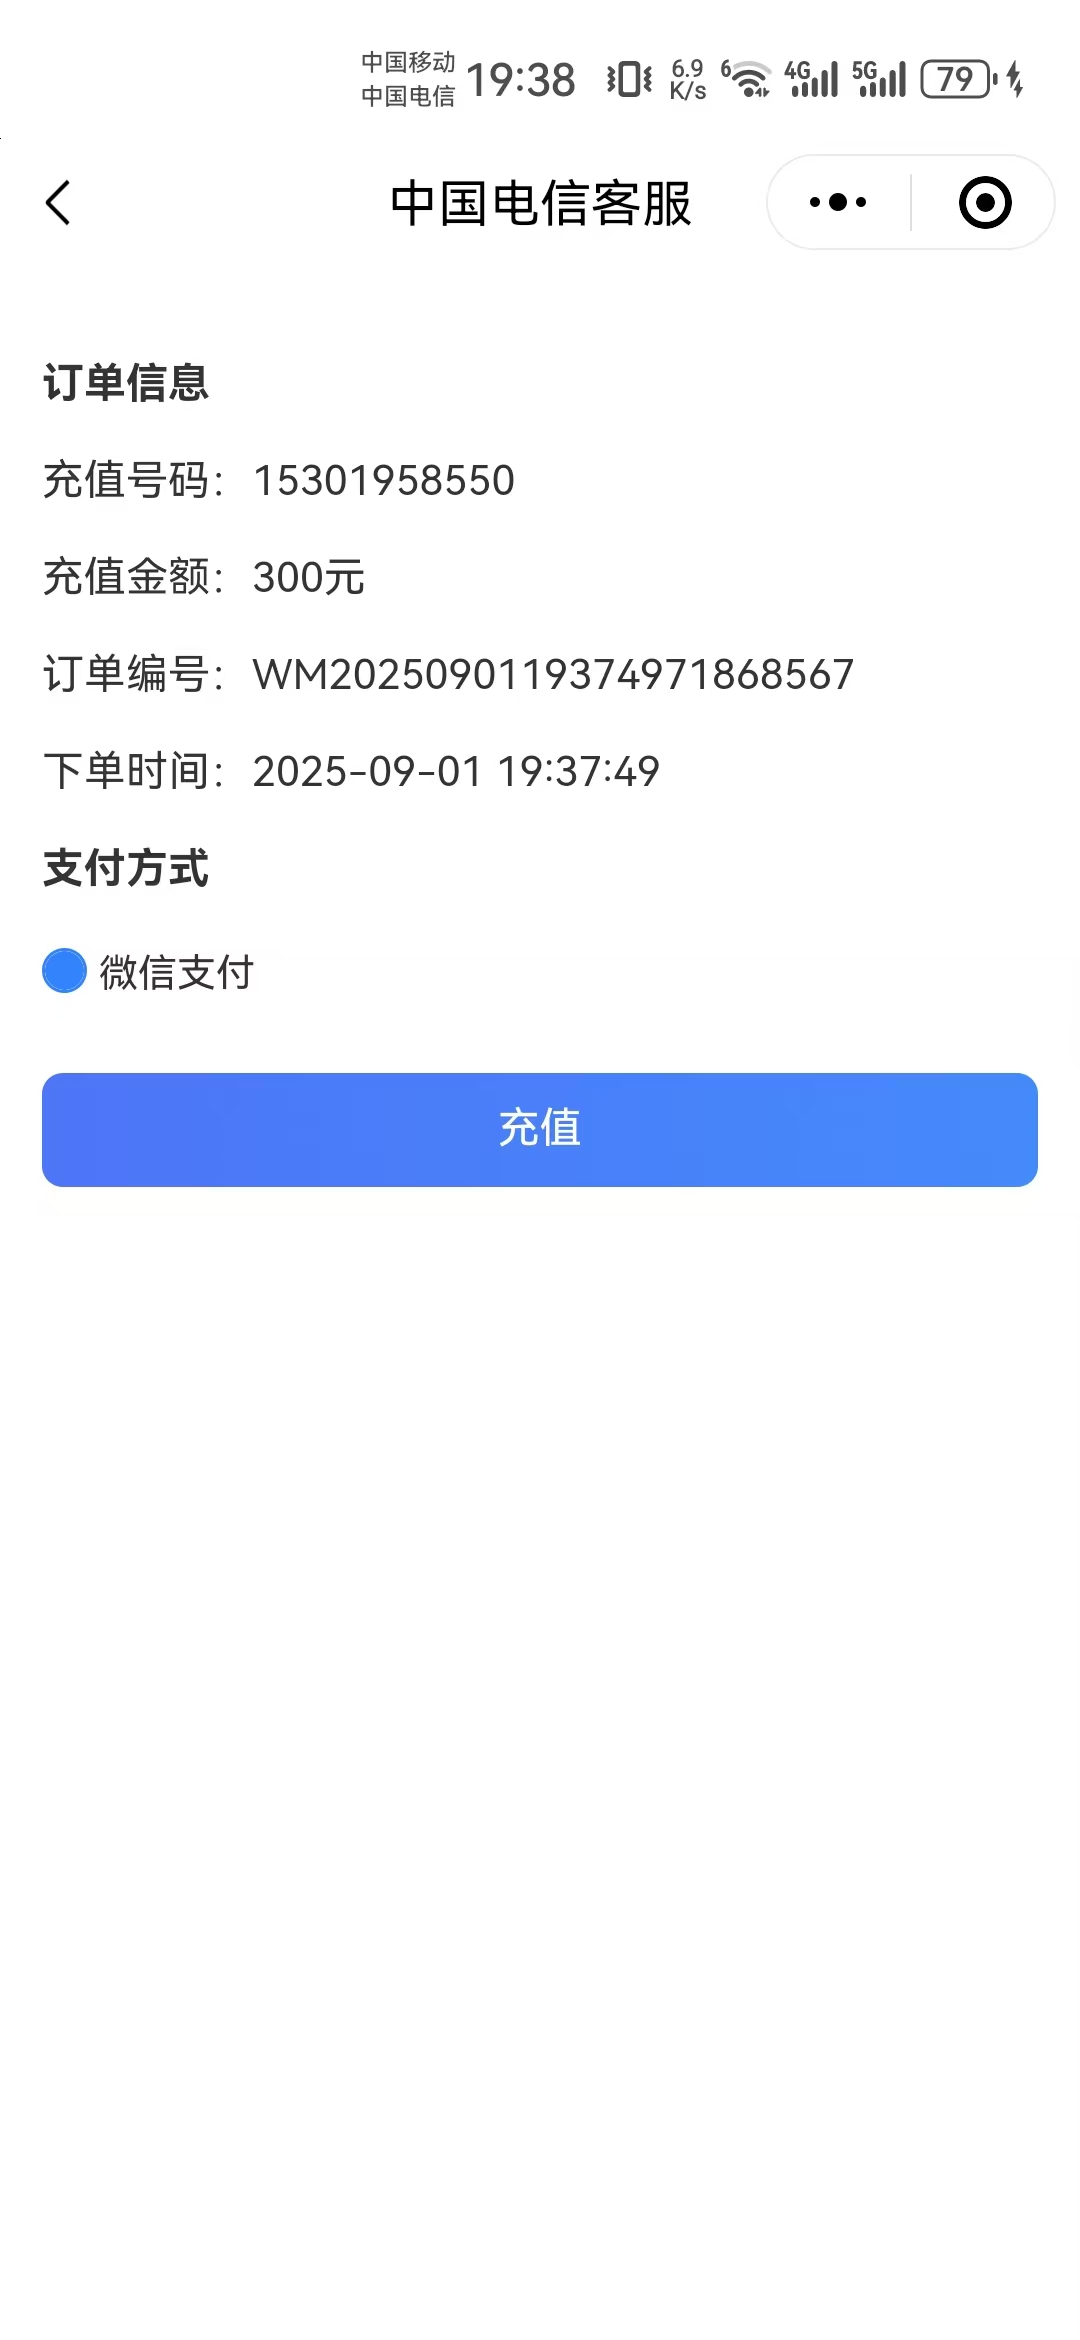 中国移动
中国电信
19:38
6.9
K/s
6
4G
5G
79
中国电信客服
订单信息
充值号码： 15301958550
充值金额： 300元
订单编号： WM2025090119374971868567
下单时间： 2025-09-01 19:37:49
支付方式
微信支付
充值